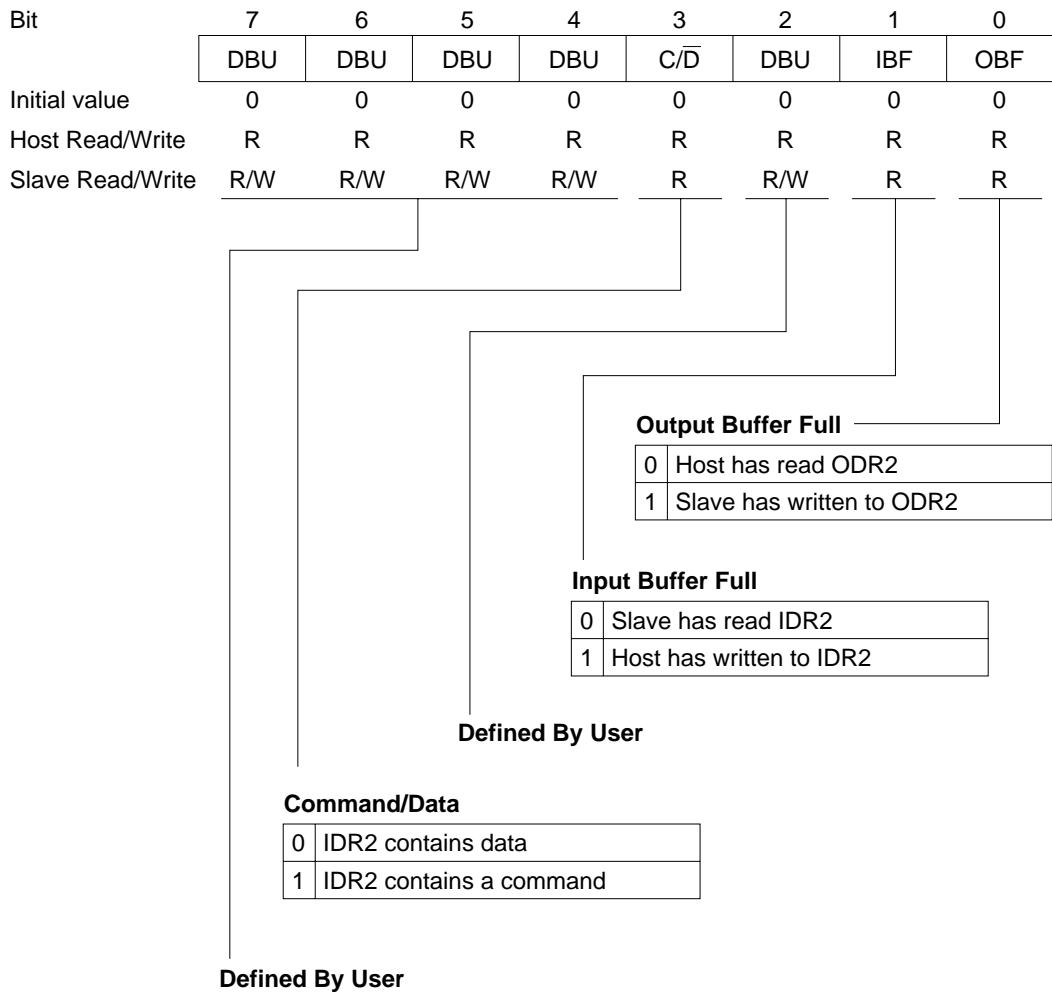 Bit 7 6 5 4 3 2 1 0
DBU DBU DBU DBU C/D̅ DBU IBF OBF
Initial value 0 0 0 0 0 0 0 0
Host Read/Write R R R R R R R R
Slave Read/Write R/W R/W R/W R/W R R/W R R
Output Buffer Full
0 Host has read ODR2
1 Slave has written to ODR2
Input Buffer Full
0 Slave has read IDR2
1 Host has written to IDR2
Defined By User
Command/Data
0 IDR2 contains data
1 IDR2 contains a command
Defined By User